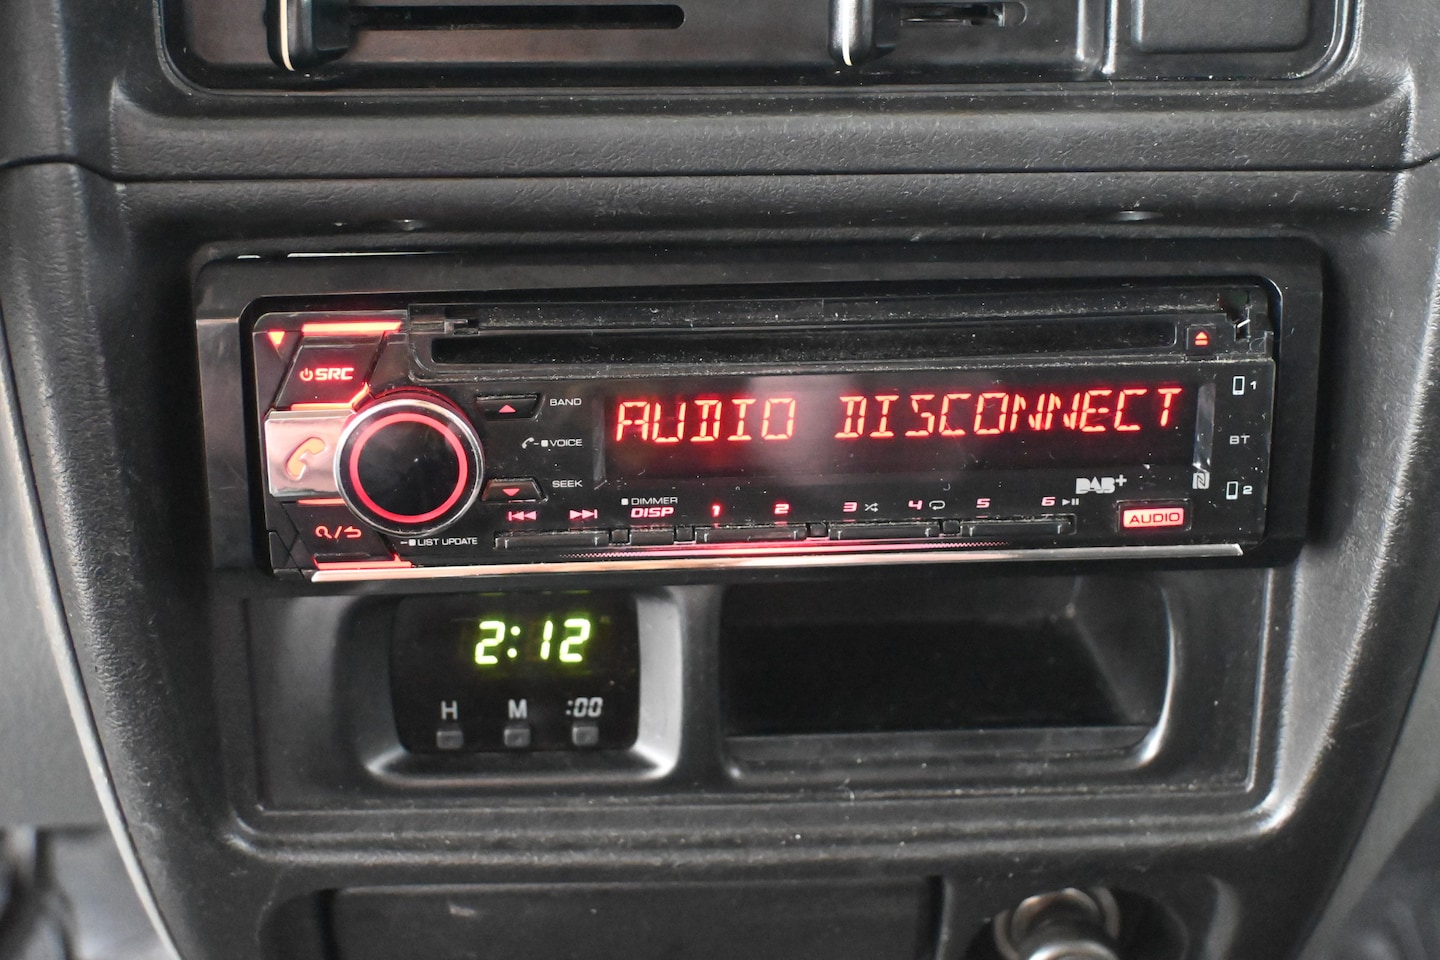 SRC
BAND
VOICE
SEEK
LIST UPDATE
AUDIO DISCONNECT
DIMMER
DISP
1 2 3 4 5 6
DAB+
AUDIO
1
BT
2
2:12
H M :00